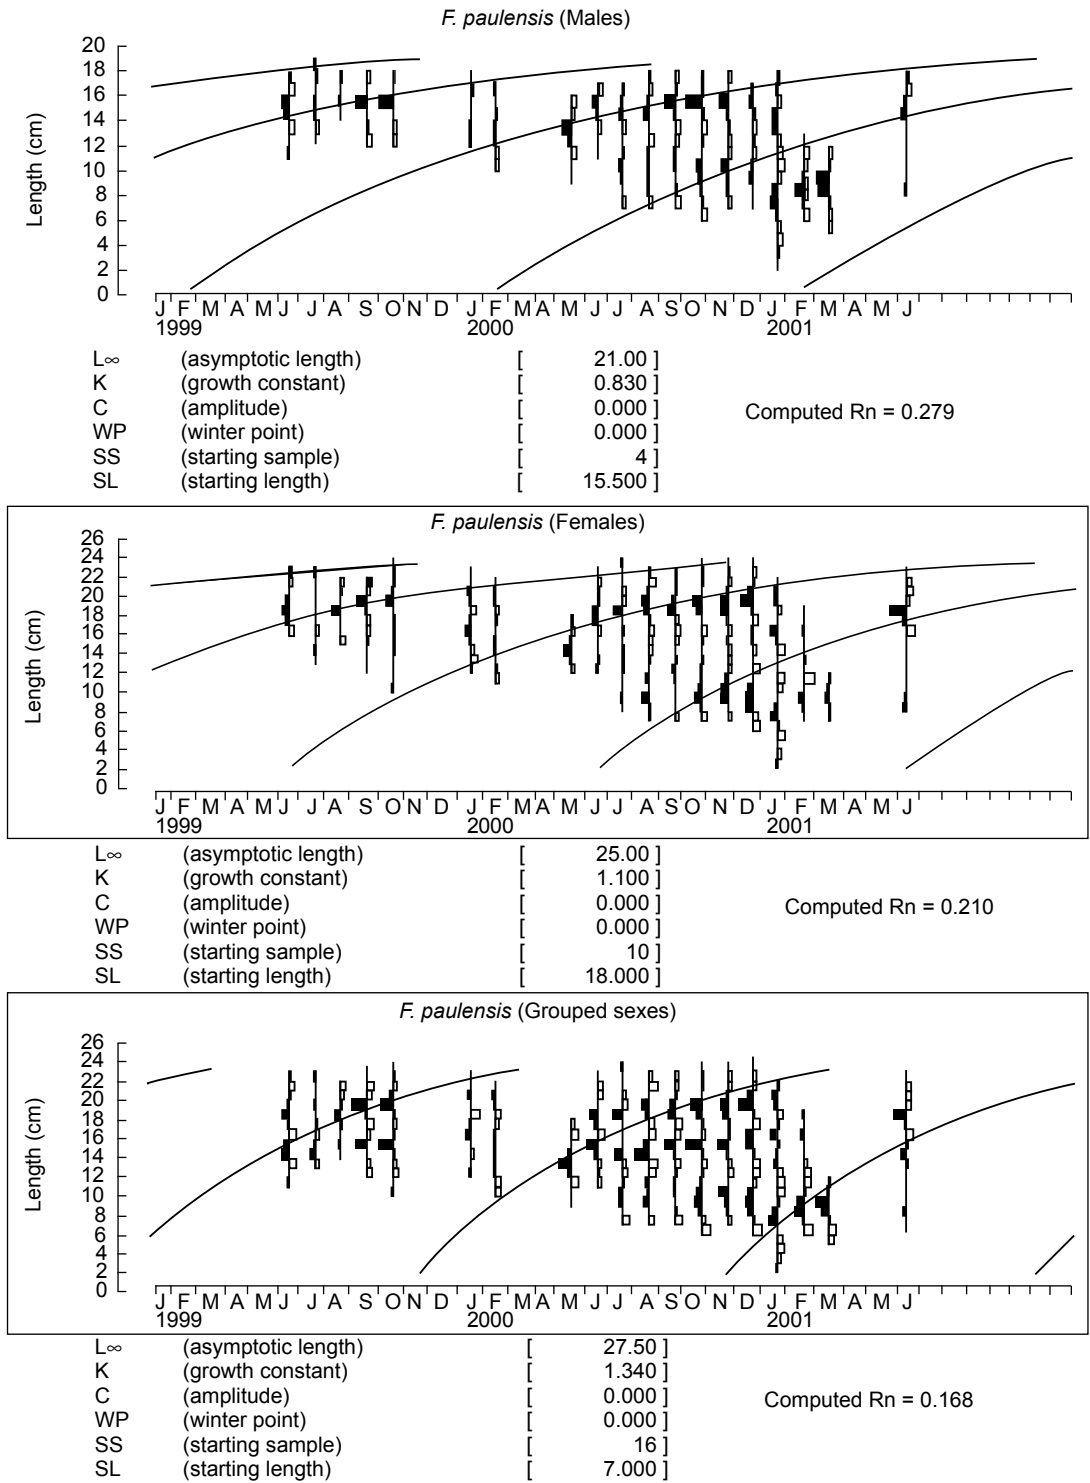 F. paulensis (Males)
20
18
16
14
12
10
8
6
4
2
0
Length (cm)
J F M A M J J A S O N D J F M A M J J A S O N D J F M A M J
1999 2000 2001
L∞ (asymptotic length) [ 21.00 ]
K (growth constant) [ 0.830 ]
C (amplitude) [ 0.000 ]
WP (winter point) [ 0.000 ]
SS (starting sample) [ 4 ]
SL (starting length) [ 15.500 ]
Computed Rn = 0.279
F. paulensis (Females)
26
24
22
20
18
16
14
12
10
8
6
4
2
0
Length (cm)
J F M A M J J A S O N D J F M A M J J A S O N D J F M A M J
1999 2000 2001
L∞ (asymptotic length) [ 25.00 ]
K (growth constant) [ 1.100 ]
C (amplitude) [ 0.000 ]
WP (winter point) [ 0.000 ]
SS (starting sample) [ 10 ]
SL (starting length) [ 18.000 ]
Computed Rn = 0.210
F. paulensis (Grouped sexes)
26
24
22
20
18
16
14
12
10
8
6
4
2
0
Length (cm)
J F M A M J J A S O N D J F M A M J J A S O N D J F M A M J
1999 2000 2001
L∞ (asymptotic length) [ 27.50 ]
K (growth constant) [ 1.340 ]
C (amplitude) [ 0.000 ]
WP (winter point) [ 0.000 ]
SS (starting sample) [ 16 ]
SL (starting length) [ 7.000 ]
Computed Rn = 0.168